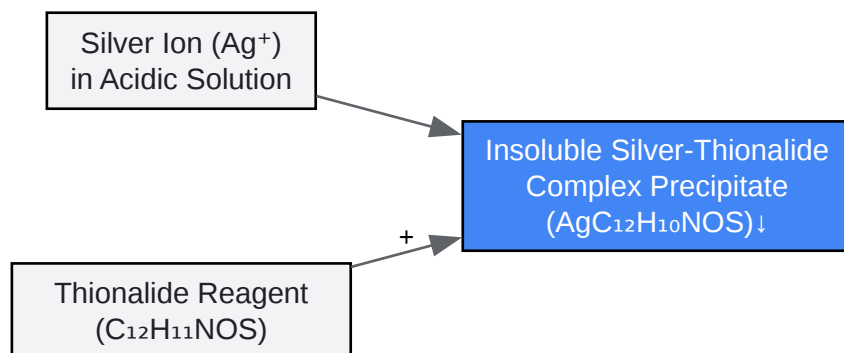 Silver Ion (Ag⁺)
in Acidic Solution
Insoluble Silver-Thionalide
Complex Precipitate
(AgC₁₂H₁₀NOS)↓
+
Thionalide Reagent
(C₁₂H₁₁NOS)